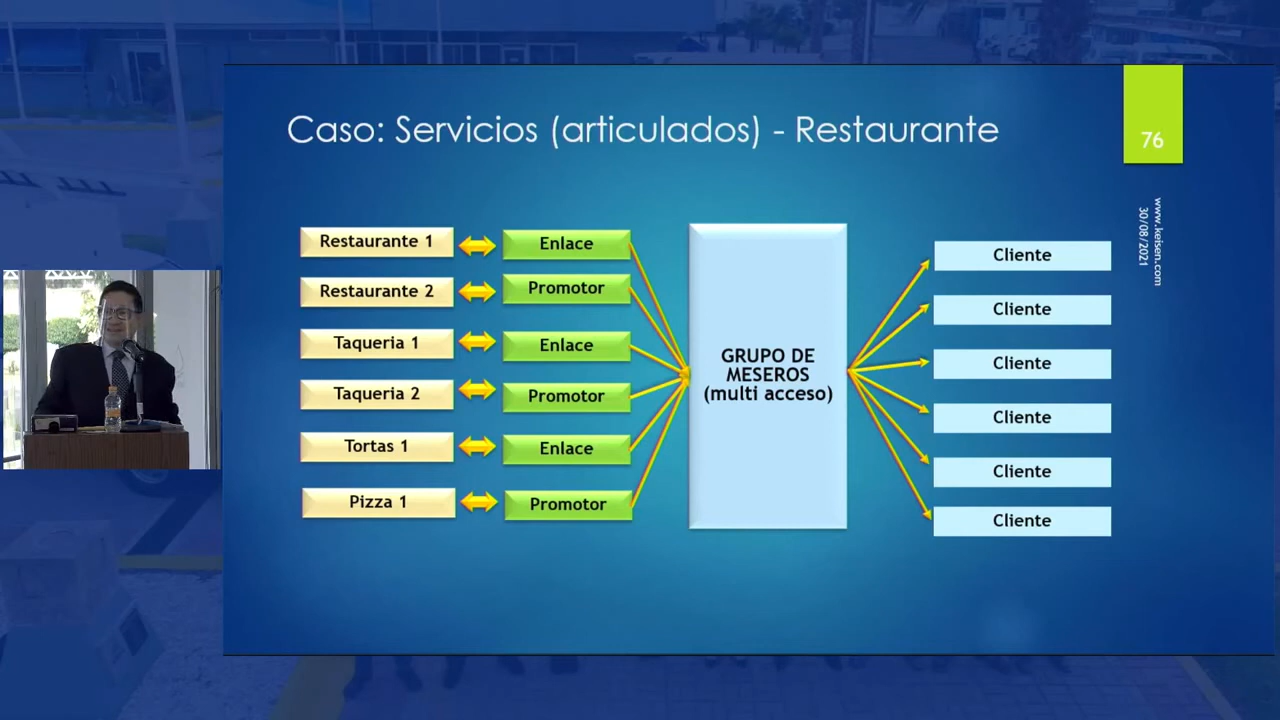 Caso: Servicios (articulados) - Restaurante
76
www.keisen.com
30/08/2021
Restaurante 1
Enlace
Restaurante 2
Promotor
Taqueria 1
Enlace
Taqueria 2
Promotor
Tortas 1
Enlace
Pizza 1
Promotor
GRUPO DE
MESEROS
(multi acceso)
Cliente
Cliente
Cliente
Cliente
Cliente
Cliente